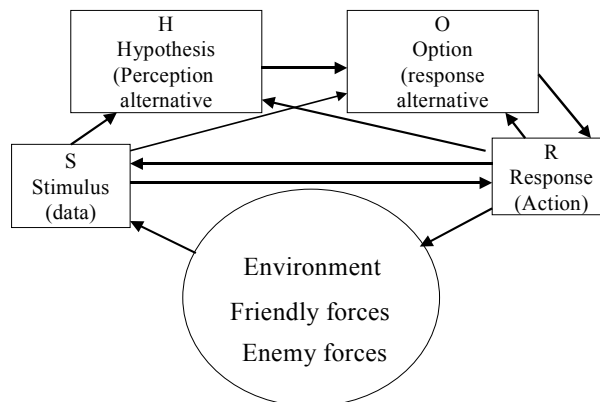 H
Hypothesis
(Perception
alternative
O
Option
(response
alternative
S
Stimulus
(data)
R
Response
(Action)
Environment
Friendly forces
Enemy forces